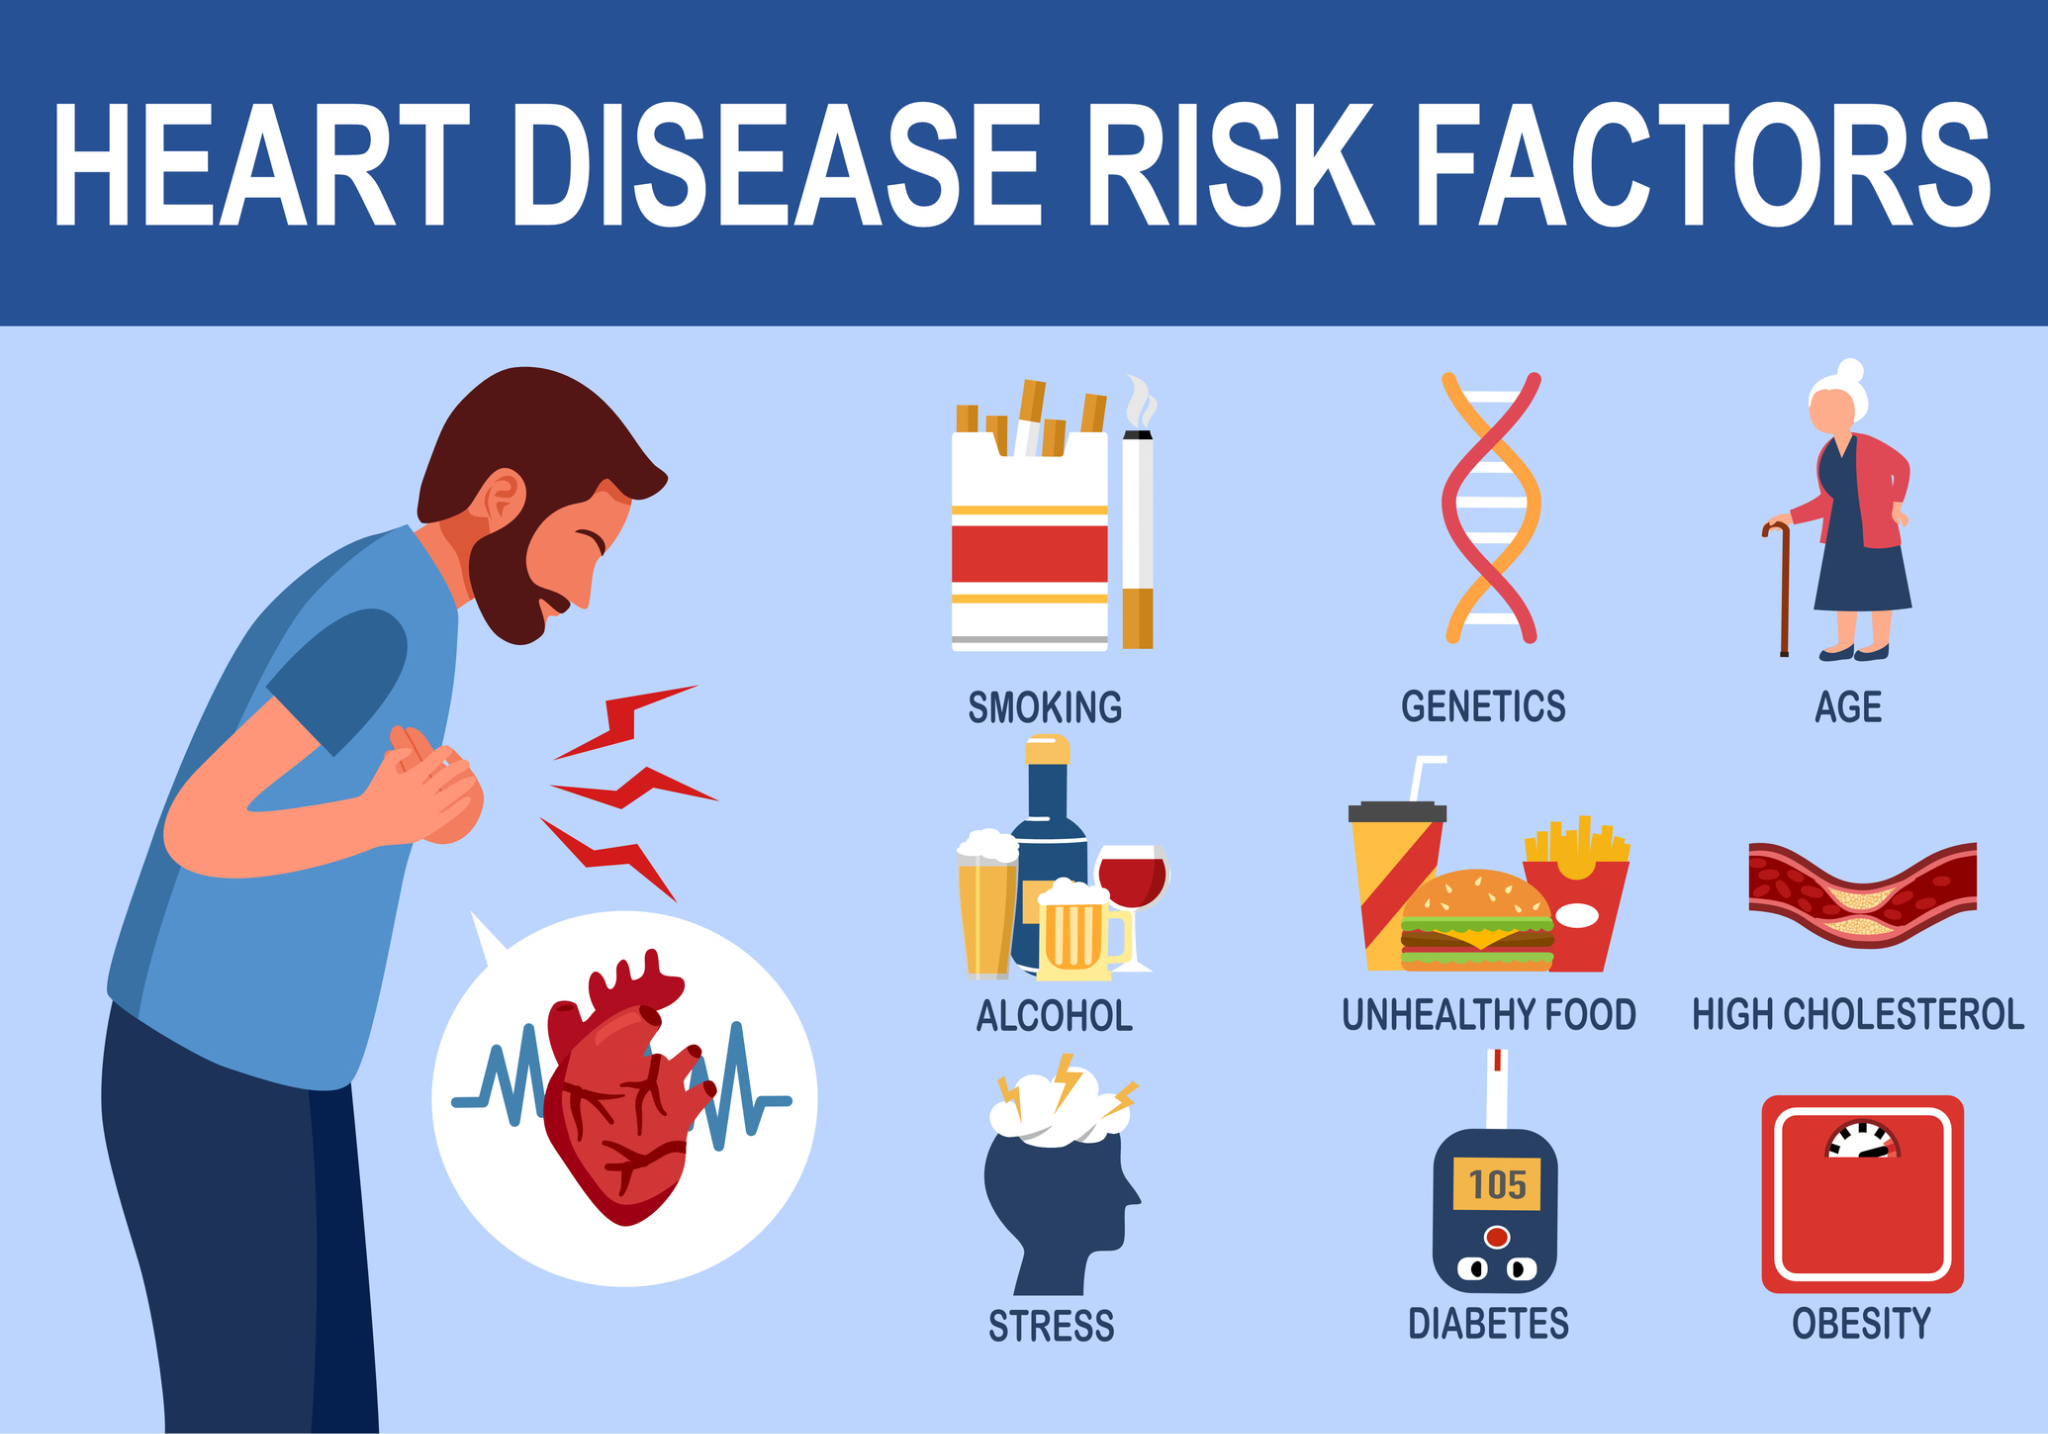 HEART DISEASE RISK FACTORS
SMOKING
GENETICS
AGE
ALCOHOL
UNHEALTHY FOOD
HIGH CHOLESTEROL
105
STRESS
DIABETES
OBESITY